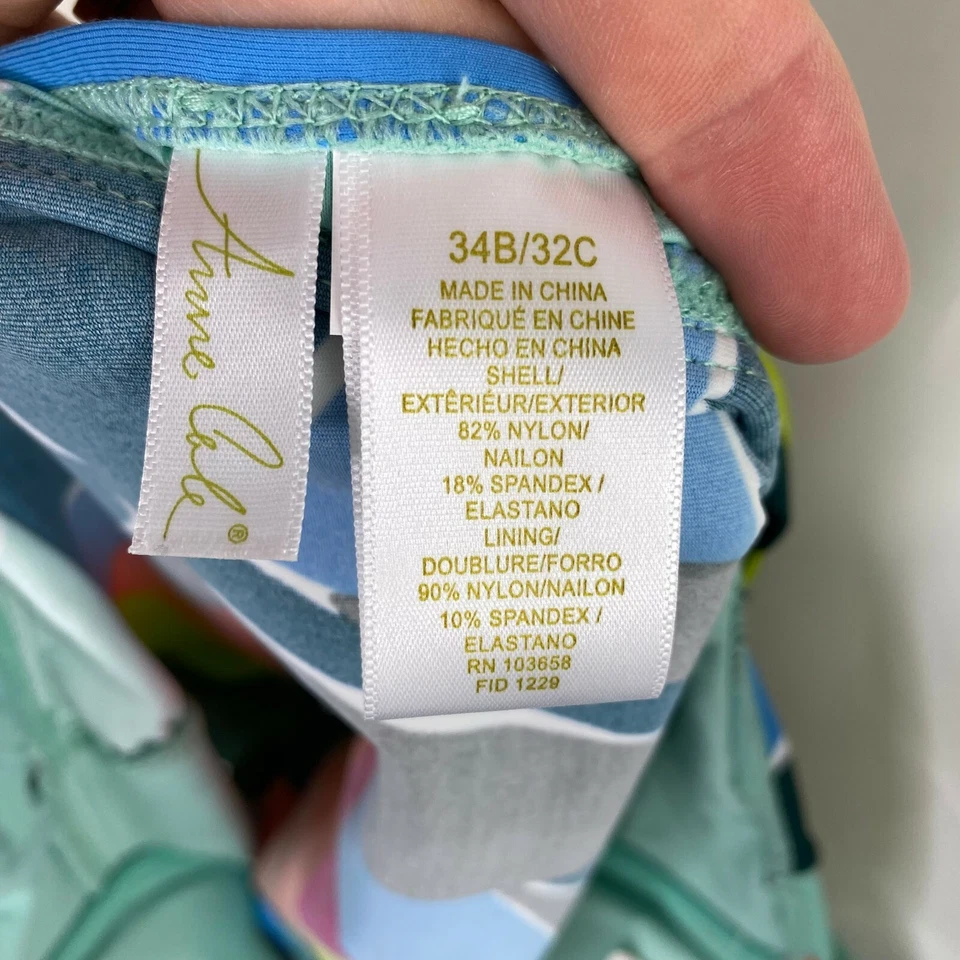 Anne Cole®
34B/32C
MADE IN CHINA
FABRIQUÉ EN CHINE
HECHO EN CHINA
SHELL/
EXTÊRIÉUR/EXTERIOR
82% NYLON/
NAILON
18% SPANDEX /
ELASTANO
LINING/
DOUBLURE/FORRO
90% NYLON/NAILON
10% SPANDEX /
ELASTANO
RN 103658
FID 1229